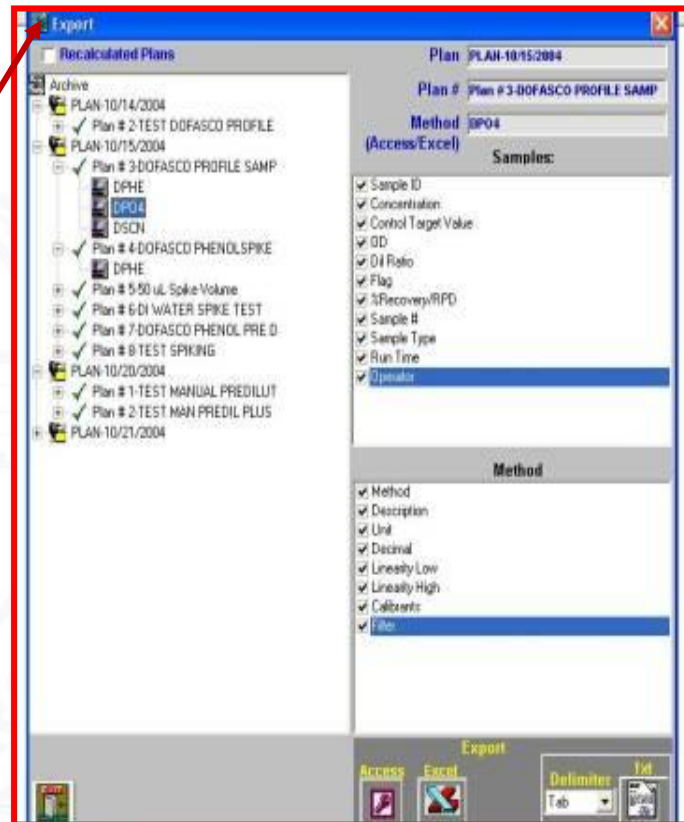 Export
Recalculated Plans
Archive
PLAN-10/14/2004
Plan # 2-TEST DOFASCO PROFILE
PLAN-10/15/2004
Plan # 3-DOFASCO PROFILE SAMP
DPHE
DPO4
DSCN
Plan # 4-DOFASCO PHENOLSPIKE
DPHE
Plan # 5-50 uL Spike Volume
Plan # 6-DI WATER SPIKE TEST
Plan # 7-DOFASCO PHENOL PRE D
Plan # 8-TEST SPIKING
PLAN-10/20/2004
Plan # 1-TEST MANUAL PREDILUT
Plan # 2-TEST MAN PREDIL PLUS
PLAN-10/21/2004
Plan PLAN-10/15/2004
Plan # Plan # 3-DOFASCO PROFILE SAMP
Method DPO4
(Access/Excel)
Samples:
Sample ID
Concentration
Control Target Value
OD
Dil Ratio
Flag
%Recovery/RPD
Sample #
Sample Type
Run Time
Operator
Method
Method
Description
Unit
Decimal
Linearity Low
Linearity High
Calibrants
Filter
Export
Access Excel
Delimiter Txt
Tab
EXIT